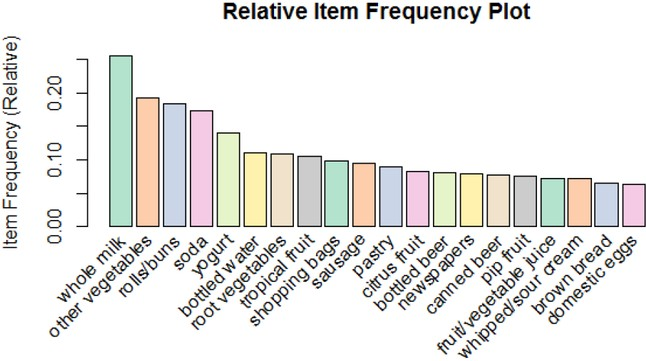 Relative Item Frequency Plot
Item Frequency (Relative)
0.20
0.10
0.00
whole milk
other vegetables
rolls/buns
soda
yogurt
bottled water
root vegetables
tropical fruit
shopping bags
sausage
pastry
citrus fruit
bottled beer
newspapers
canned beer
pip fruit
fruit/vegetable juice
whipped/sour cream
brown bread
domestic eggs